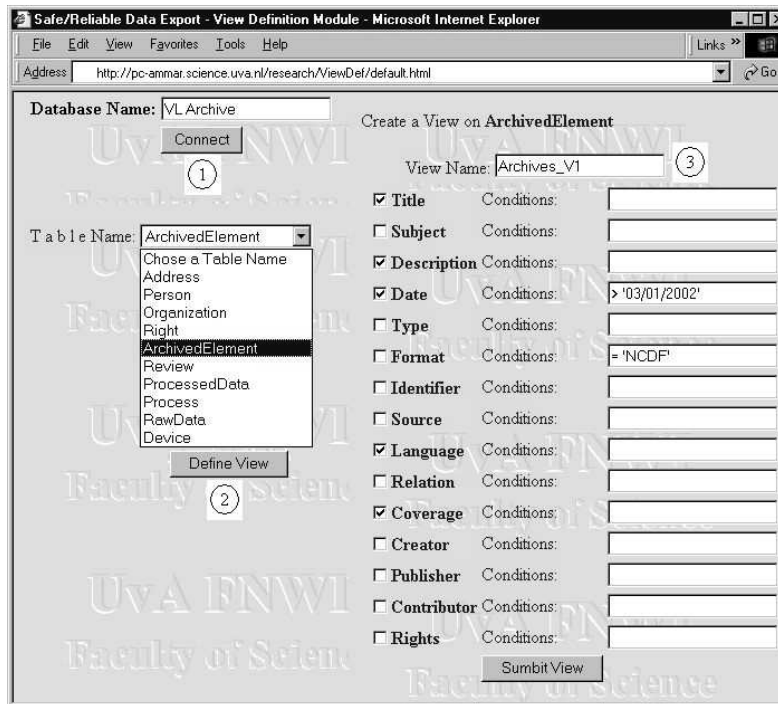 Safe/Reliable Data Export - View Definition Module - Microsoft Internet Explorer
File Edit View Favorites Tools Help
Links »
Address http://pc-ammar.science.uva.nl/research/ViewDef/default.html
Go
Database Name: VL Archive
Connect
1
Table Name: ArchivedElement
Chose a Table Name
Address
Person
Organization
Right
ArchivedElement
Review
ProcessedData
Process
RawData
Device
Define View
2
Create a View on ArchivedElement
View Name: Archives_V1
3
Title Conditions:
Subject Conditions:
Description Conditions:
Date Conditions: > '03/01/2002'
Type Conditions:
Format Conditions: = 'NCDF'
Identifier Conditions:
Source Conditions:
Language Conditions:
Relation Conditions:
Coverage Conditions:
Creator Conditions:
Publisher Conditions:
Contributor Conditions:
Rights Conditions:
Sumbit View
UvA FNWI
Faculty of Science